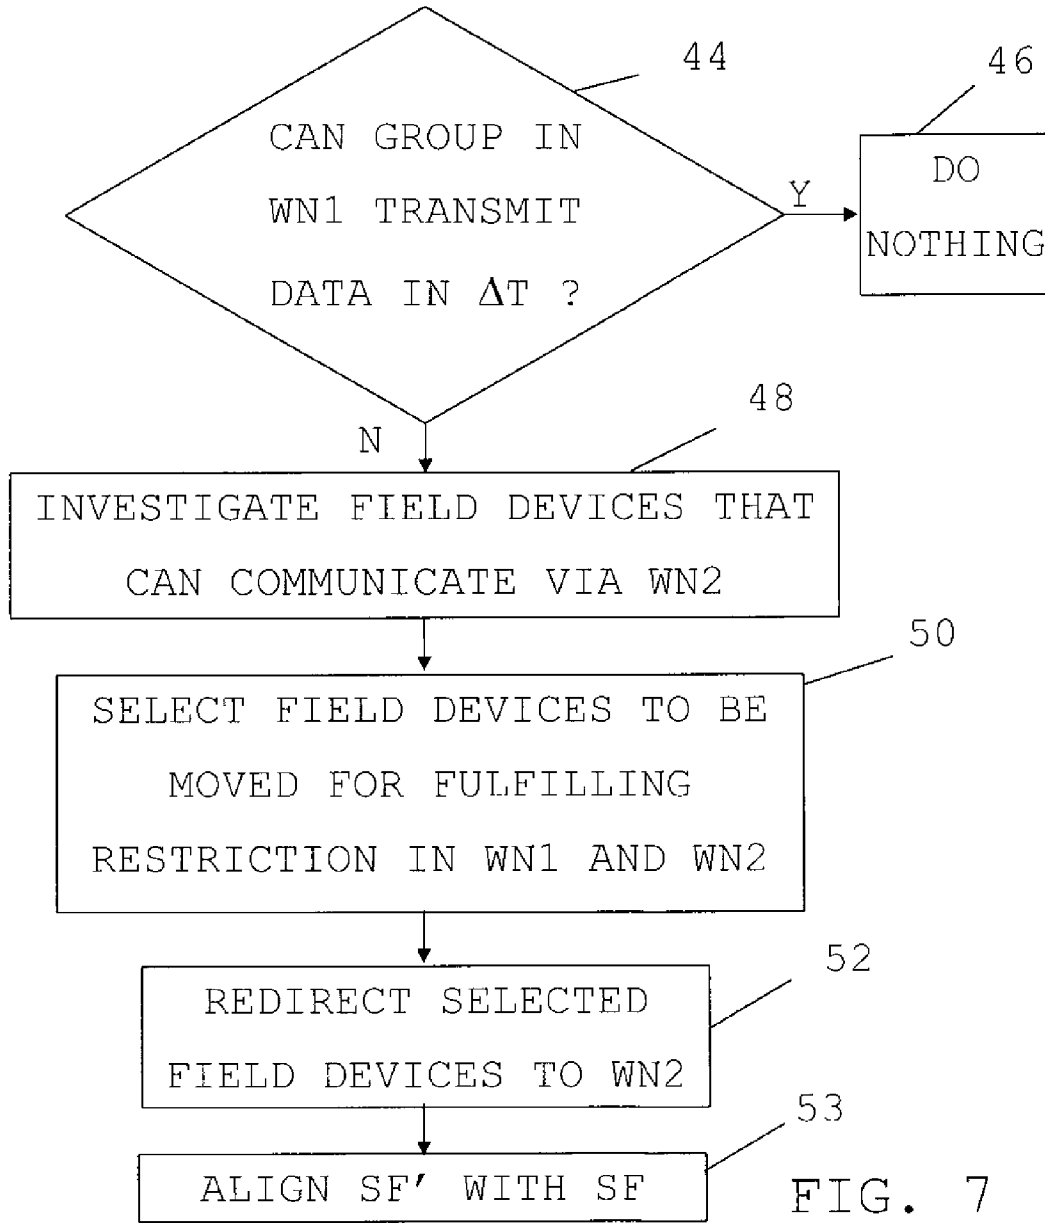 44
46
CAN GROUP IN
WN1 TRANSMIT
DATA IN ΔT ?
Y
DO
NOTHING
N
48
INVESTIGATE FIELD DEVICES THAT
CAN COMMUNICATE VIA WN2
50
SELECT FIELD DEVICES TO BE
MOVED FOR FULFILLING
RESTRICTION IN WN1 AND WN2
52
REDIRECT SELECTED
FIELD DEVICES TO WN2
53
ALIGN SF' WITH SF
FIG. 7